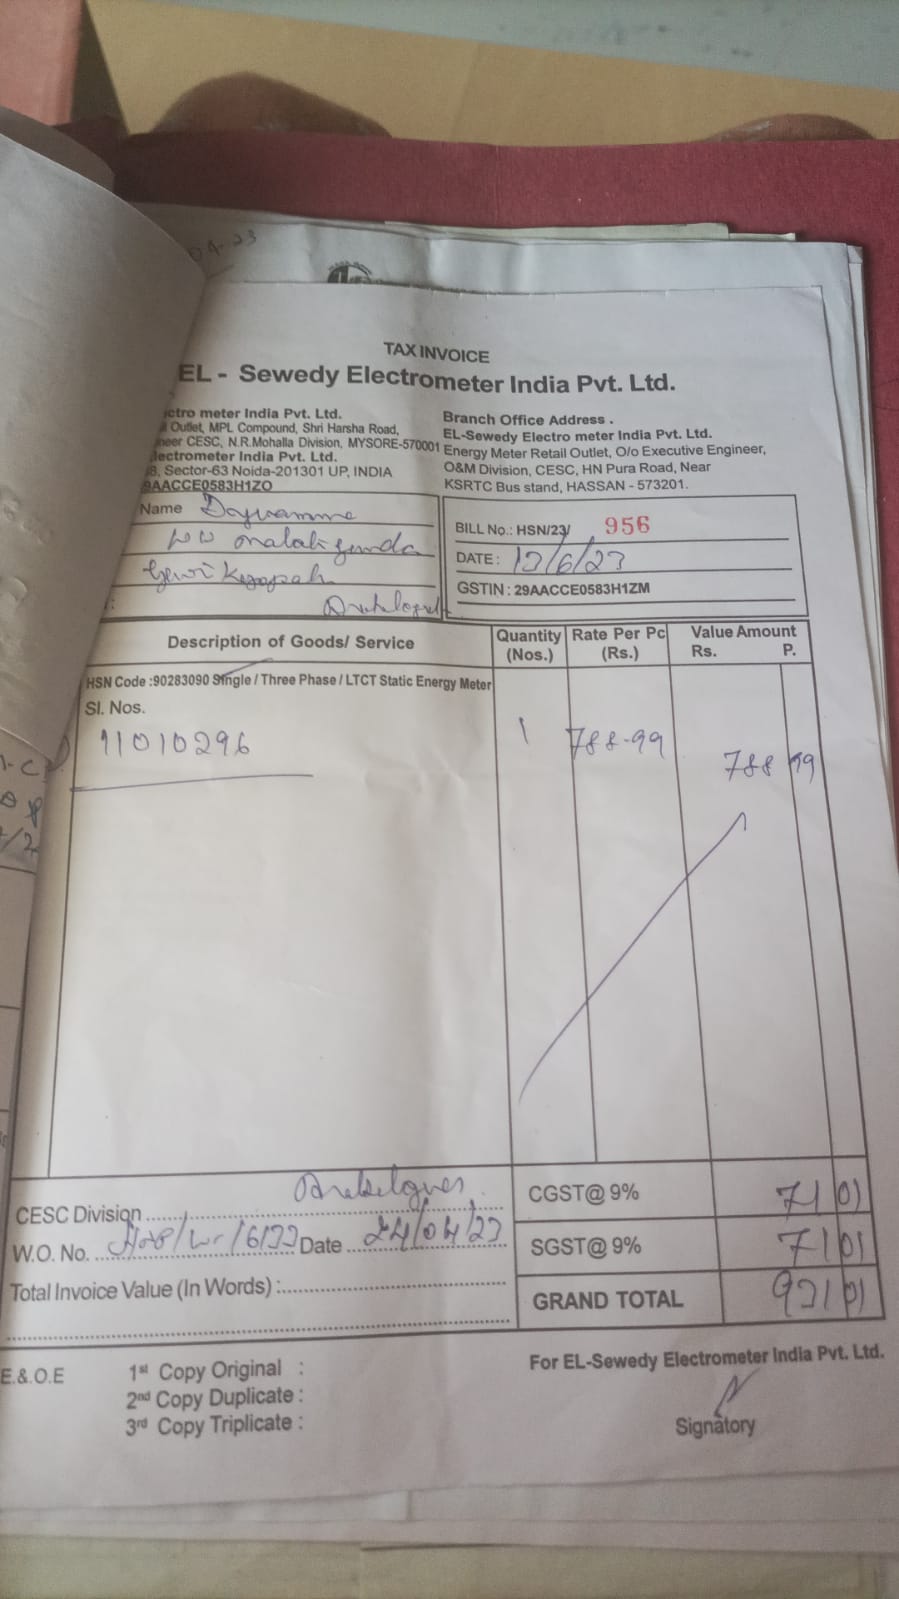 04-23
TAX INVOICE
EL - Sewedy Electrometer India Pvt. Ltd.
ctro meter India Pvt. Ltd.
l Outlet, MPL Compound, Shri Harsha Road,
neer CESC, N.R.Mohalla Division, MYSORE-570001
lectrometer India Pvt. Ltd.
8, Sector-63 Noida-201301 UP, INDIA
9AACCE0583H1ZO
Branch Office Address .
EL-Sewedy Electro meter India Pvt. Ltd.
Energy Meter Retail Outlet, O/o Executive Engineer,
O&M Division, CESC, HN Pura Road, Near
KSRTC Bus stand, HASSAN - 573201.
Name
BILL No.: HSN/23/ 956
DATE :
GSTIN : 29AACCE0583H1ZM
Description of Goods/ Service
Quantity (Nos.)
Rate Per Pc (Rs.)
Value Amount
Rs. P.
HSN Code :90283090 Single / Three Phase / LTCT Static Energy Meter
Sl. Nos.
11010296 1 788-99 788 99
CESC Division
CGST@ 9% 71 01
W.O. No. Date 24/04/23
SGST@ 9% 71 01
Total Invoice Value (In Words) :
GRAND TOTAL 931 01
E.&.O.E
1st Copy Original :
2nd Copy Duplicate :
3rd Copy Triplicate :
For EL-Sewedy Electrometer India Pvt. Ltd.
Signatory